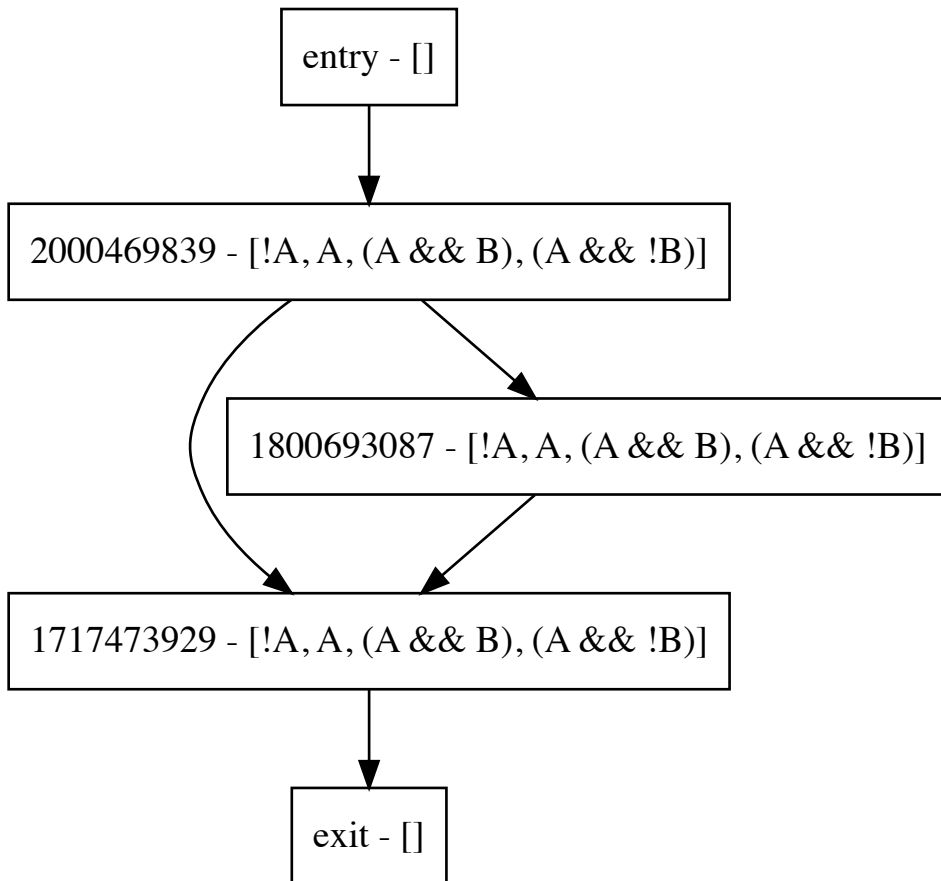 entry - []
2000469839 - [!A, A, (A && B), (A && !B)]
1800693087 - [!A, A, (A && B), (A && !B)]
1717473929 - [!A, A, (A && B), (A && !B)]
exit - []